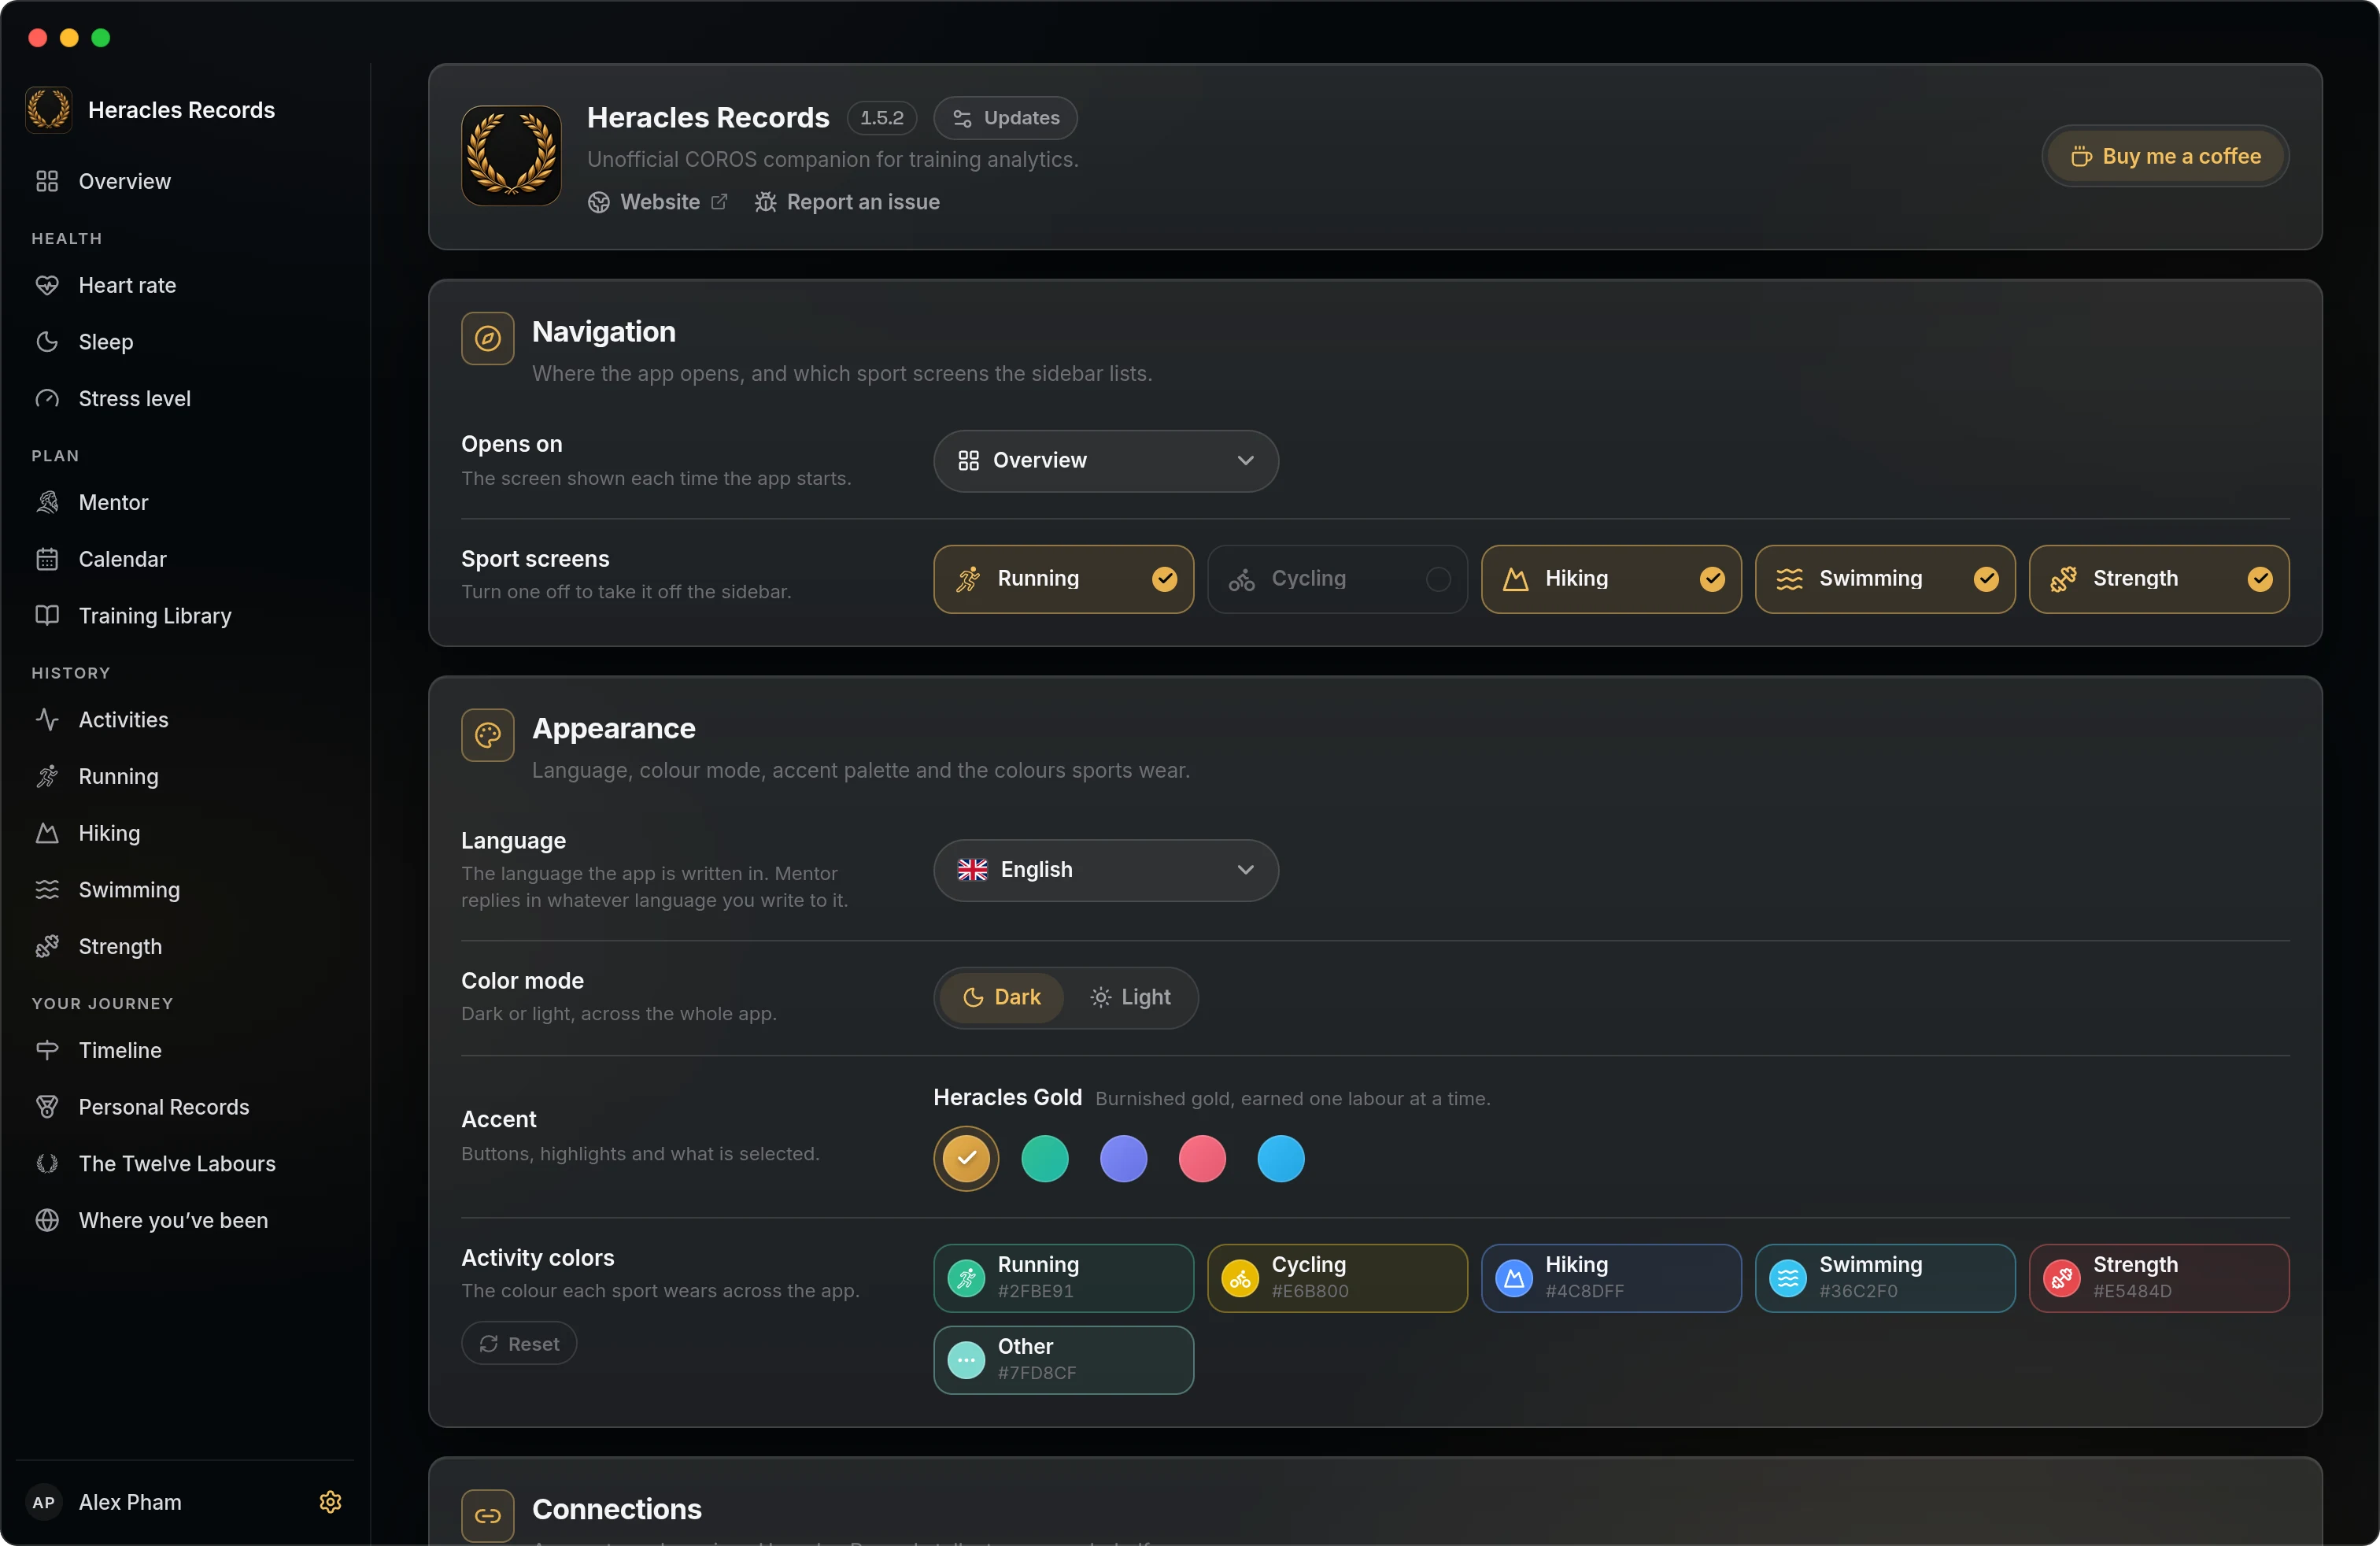 Heracles Records
Overview
HEALTH
Heart rate
Sleep
Stress level
PLAN
Mentor
Calendar
Training Library
HISTORY
Activities
Running
Hiking
Swimming
Strength
YOUR JOURNEY
Timeline
Personal Records
The Twelve Labours
Where you’ve been
AP Alex Pham
Heracles Records 1.5.2 Updates
Unofficial COROS companion for training analytics.
Website Report an issue
Buy me a coffee
Navigation
Where the app opens, and which sport screens the sidebar lists.
Opens on
The screen shown each time the app starts.
Overview
Sport screens
Turn one off to take it off the sidebar.
Running Cycling Hiking Swimming Strength
Appearance
Language, colour mode, accent palette and the colours sports wear.
Language
The language the app is written in. Mentor
replies in whatever language you write to it.
English
Color mode
Dark or light, across the whole app.
Dark Light
Accent
Buttons, highlights and what is selected.
Heracles Gold Burnished gold, earned one labour at a time.
Activity colors
The colour each sport wears across the app.
Reset
Running Cycling Hiking Swimming Strength
#2FBE91 #E6B800 #4C8DFF #36C2F0 #E5484D
Other
#7FD8CF
Connections